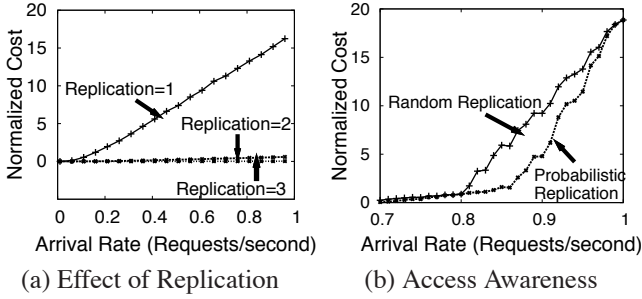 Normalized Cost
20
15
10
5
0
Replication=1
Replication=2
Replication=3
0 0.2 0.4 0.6 0.8 1
Arrival Rate (Requests/second)
(a) Effect of Replication
Normalized Cost
20
15
10
5
0
Random Replication
Probabilistic
Replication
0.7 0.8 0.9 1
Arrival Rate (Requests/second)
(b) Access Awareness